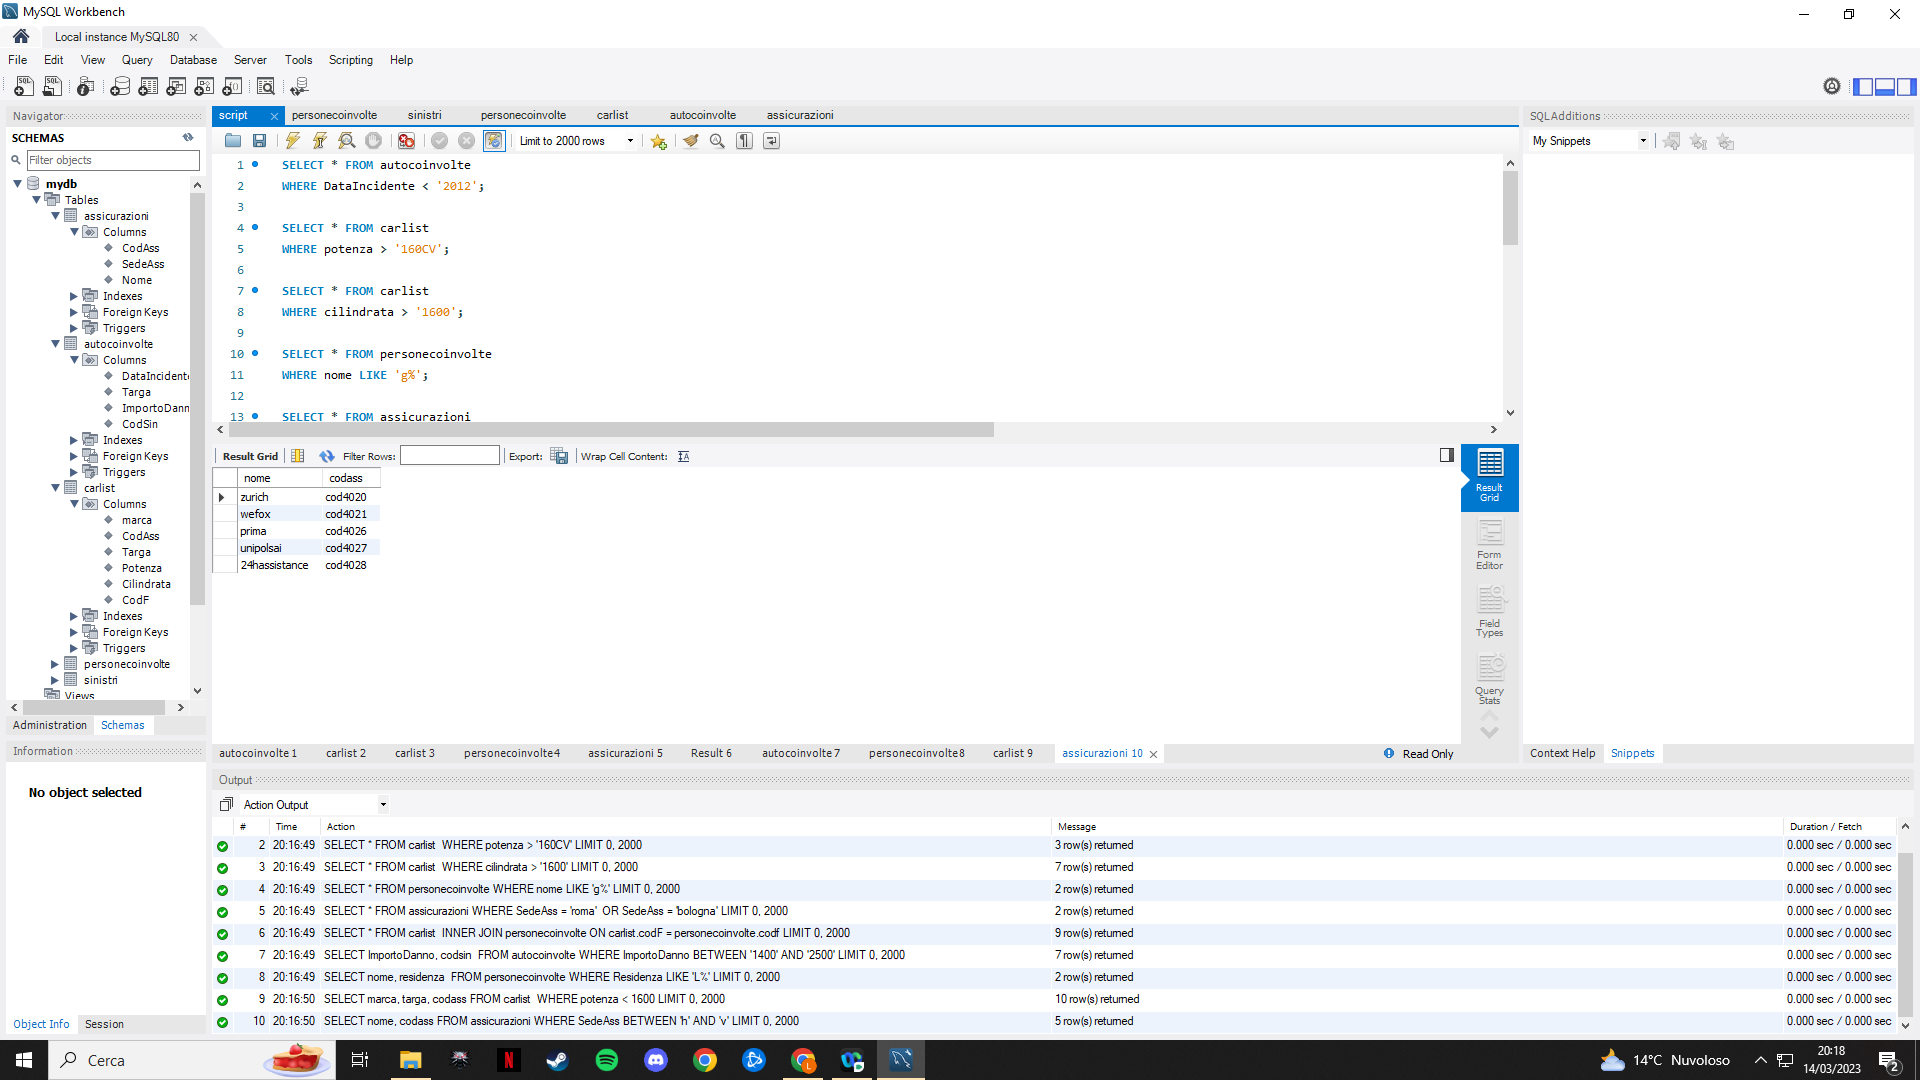 MySQL Workbench
Local instance MySQL80
File Edit View Query Database Server Tools Scripting Help
Navigator
SCHEMAS
Filter objects
mydb
Tables
assicurazioni
Columns
CodAss
SedeAss
Nome
Indexes
Foreign Keys
Triggers
autocoinvolte
Columns
DataIncidente
Targa
ImportoDann
CodSin
Indexes
Foreign Keys
Triggers
carlist
Columns
marca
CodAss
Targa
Potenza
Cilindrata
CodF
Indexes
Foreign Keys
Triggers
personecoinvolte
sinistri
Views
Administration Schemas
Information
No object selected
Object Info Session
script personecoinvolte sinistri personecoinvolte carlist autocoinvolte assicurazioni
Limit to 2000 rows
1 SELECT * FROM autocoinvolte
2 WHERE DataIncidente < '2012';
3
4 SELECT * FROM carlist
5 WHERE potenza > '160CV';
6
7 SELECT * FROM carlist
8 WHERE cilindrata > '1600';
9
10 SELECT * FROM personecoinvolte
11 WHERE nome LIKE 'g%';
12
13 SELECT * FROM assicurazioni
Result Grid Filter Rows: Export: Wrap Cell Content:
nome codass
zurich cod4020
wefox cod4021
prima cod4026
unipolsai cod4027
24hassistance cod4028
Result Grid
Form Editor
Field Types
Query Stats
autocoinvolte 1 carlist 2 carlist 3 personecoinvolte4 assicurazioni 5 Result 6 autocoinvolte 7 personecoinvolte8 carlist 9 assicurazioni 10 Read Only
Output
Action Output
# Time Action Message Duration / Fetch
2 20:16:49 SELECT * FROM carlist WHERE potenza > '160CV' LIMIT 0, 2000 3 row(s) returned 0.000 sec / 0.000 sec
3 20:16:49 SELECT * FROM carlist WHERE cilindrata > '1600' LIMIT 0, 2000 7 row(s) returned 0.000 sec / 0.000 sec
4 20:16:49 SELECT * FROM personecoinvolte WHERE nome LIKE 'g%' LIMIT 0, 2000 2 row(s) returned 0.000 sec / 0.000 sec
5 20:16:49 SELECT * FROM assicurazioni WHERE SedeAss = 'roma' OR SedeAss = 'bologna' LIMIT 0, 2000 2 row(s) returned 0.000 sec / 0.000 sec
6 20:16:49 SELECT * FROM carlist INNER JOIN personecoinvolte ON carlist.codF = personecoinvolte.codf LIMIT 0, 2000 9 row(s) returned 0.000 sec / 0.000 sec
7 20:16:49 SELECT ImportoDanno, codsin FROM autocoinvolte WHERE ImportoDanno BETWEEN '1400' AND '2500' LIMIT 0, 2000 7 row(s) returned 0.000 sec / 0.000 sec
8 20:16:49 SELECT nome, residenza FROM personecoinvolte WHERE Residenza LIKE 'L%' LIMIT 0, 2000 2 row(s) returned 0.000 sec / 0.000 sec
9 20:16:50 SELECT marca, targa, codass FROM carlist WHERE potenza < 1600 LIMIT 0, 2000 10 row(s) returned 0.000 sec / 0.000 sec
10 20:16:50 SELECT nome, codass FROM assicurazioni WHERE SedeAss BETWEEN 'h' AND 'v' LIMIT 0, 2000 5 row(s) returned 0.000 sec / 0.000 sec
SQLAdditions
My Snippets
Context Help Snippets
Cerca
14°C Nuvoloso
20:18
14/03/2023
2